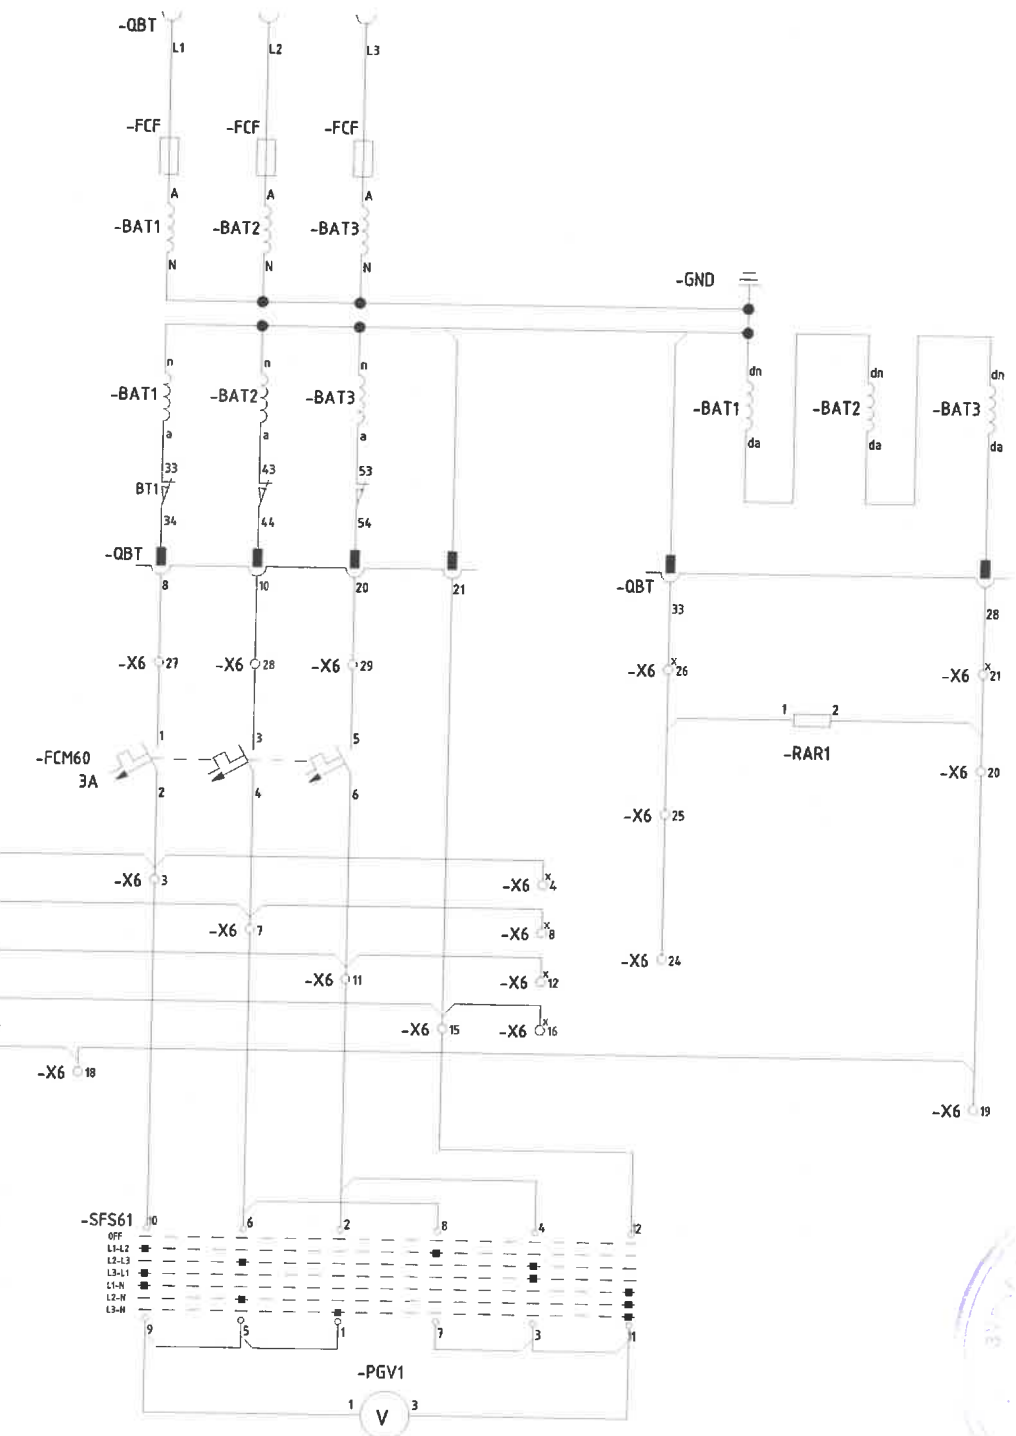 -QBT
L1 L2 L3
-FCF -FCF -FCF
A A A
-BAT1 -BAT2 -BAT3
N N N
-GND
n n n dn dn dn
-BAT1 -BAT2 -BAT3 -BAT1 -BAT2 -BAT3
a a a da da da
33 43 53
BT1
34 44 54
-QBT
8 10 20 21
-QBT
33 28
-X6 27 -X6 28 -X6 29 -X6 x 26 -X6 x 21
1 2
-RAR1
1 3 5
-FCM60
3A
2 4 6
-X6 20
-X6 25
-X6 3 -X6 x 4
-X6 7 -X6 x 8
-X6 11 -X6 x 12
-X6 24
-X6 15 -X6 x 16
-X6 18
-X6 19
-SFS61 10 6 2 8 4 12
OFF
L1-L2
L2-L3
L3-L1
L1-N
L2-N
L3-N
9 5 1 7 3 11
-PGV1
1 3
V